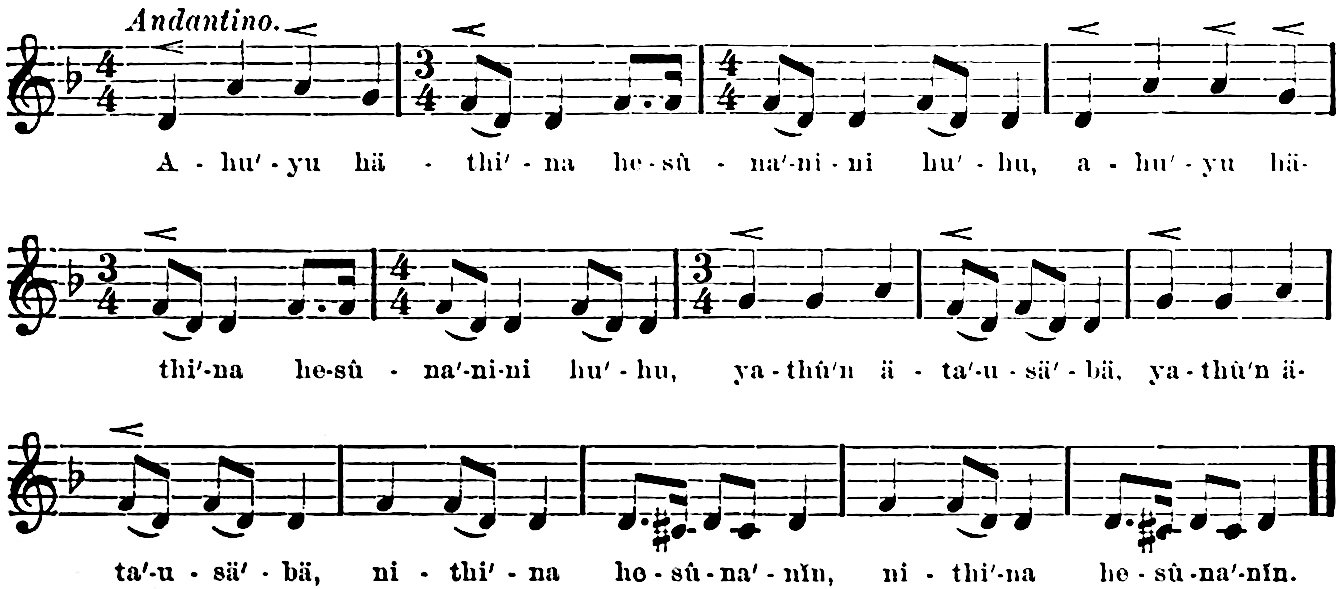 Andantino.
A - hu′ - yu hä - thi′ - na he - sû - na′-ni - ni hu′ - hu, a - hu′ - yu hä-
thi′-na he-sû - na′-ni-ni hu′ - hu, ya - thû′n ä - ta′-u - sä′ - bä, ya - thû′n ä-
ta′-u - sä′ - bä, ni - thi′ - na he - sû - na′ - nĭn, ni - thi′-na he - sû - na′-nĭn.